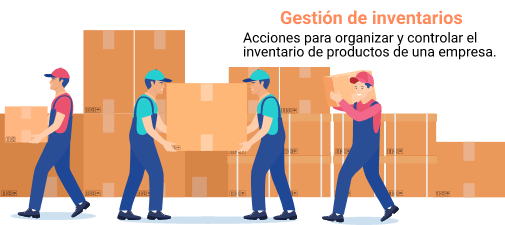 Gestión de inventarios
Acciones para organizar y controlar el
inventario de productos de una empresa.